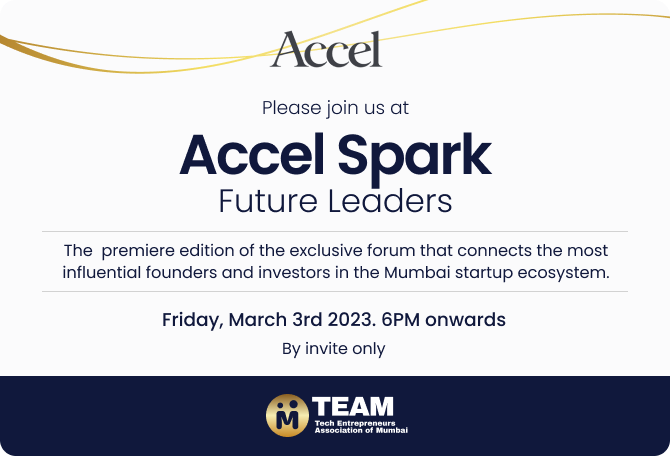 Accel
Please join us at
Accel Spark
Future Leaders
The premiere edition of the exclusive forum that connects the most
influential founders and investors in the Mumbai startup ecosystem.
Friday, March 3rd 2023. 6PM onwards
By invite only
M TEAM
Tech Entrepreneurs
Association of Mumbai